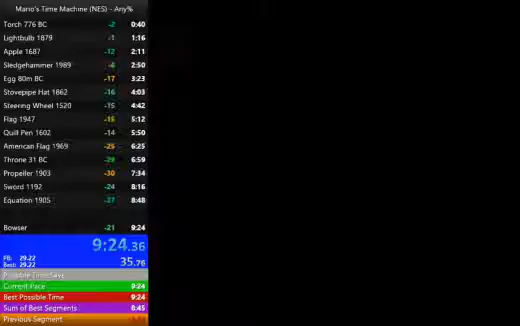 Mario's Time Machine (NES) - Any%
Torch 776 BC -2 0:40
Lightbulb 1879 -1 1:16
Apple 1687 -12 2:11
Sledgehammer 1989 -6 2:50
Egg 80m BC -17 3:23
Stovepipe Hat 1862 -16 4:03
Steering Wheel 1520 -15 4:42
Flag 1947 -15 5:12
Quill Pen 1602 -14 5:50
American Flag 1969 -25 6:25
Throne 31 BC -29 6:59
Propeller 1903 -30 7:34
Sword 1192 -24 8:16
Equation 1905 -27 8:48
Bowser -21 9:24
9:24.36
PB: 29.22
Best: 29.22 35.76
Possible Time Save
Current Pace 9:24
Best Possible Time 9:24
Sum of Best Segments 8:45
Previous Segment